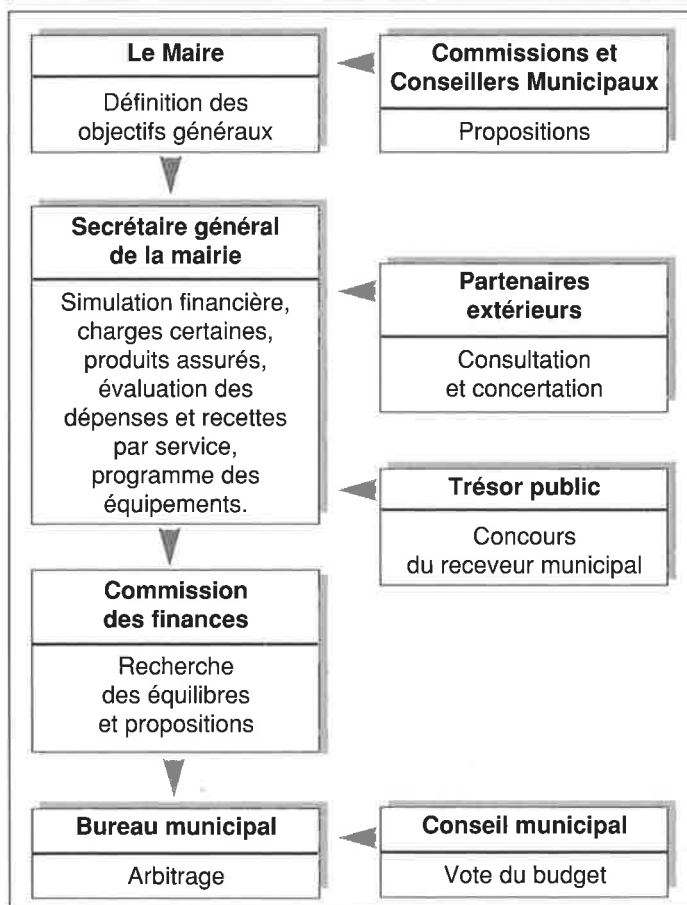 Le Maire
Définition des
objectifs généraux
Commissions et
Conseillers Municipaux
Propositions
Secrétaire général
de la mairie
Simulation financière,
charges certaines,
produits assurés,
évaluation des
dépenses et recettes
par service,
programme des
équipements.
Partenaires
extérieurs
Consultation
et concertation
Trésor public
Concours
du receveur municipal
Commission
des finances
Recherche
des équilibres
et propositions
Bureau municipal
Arbitrage
Conseil municipal
Vote du budget